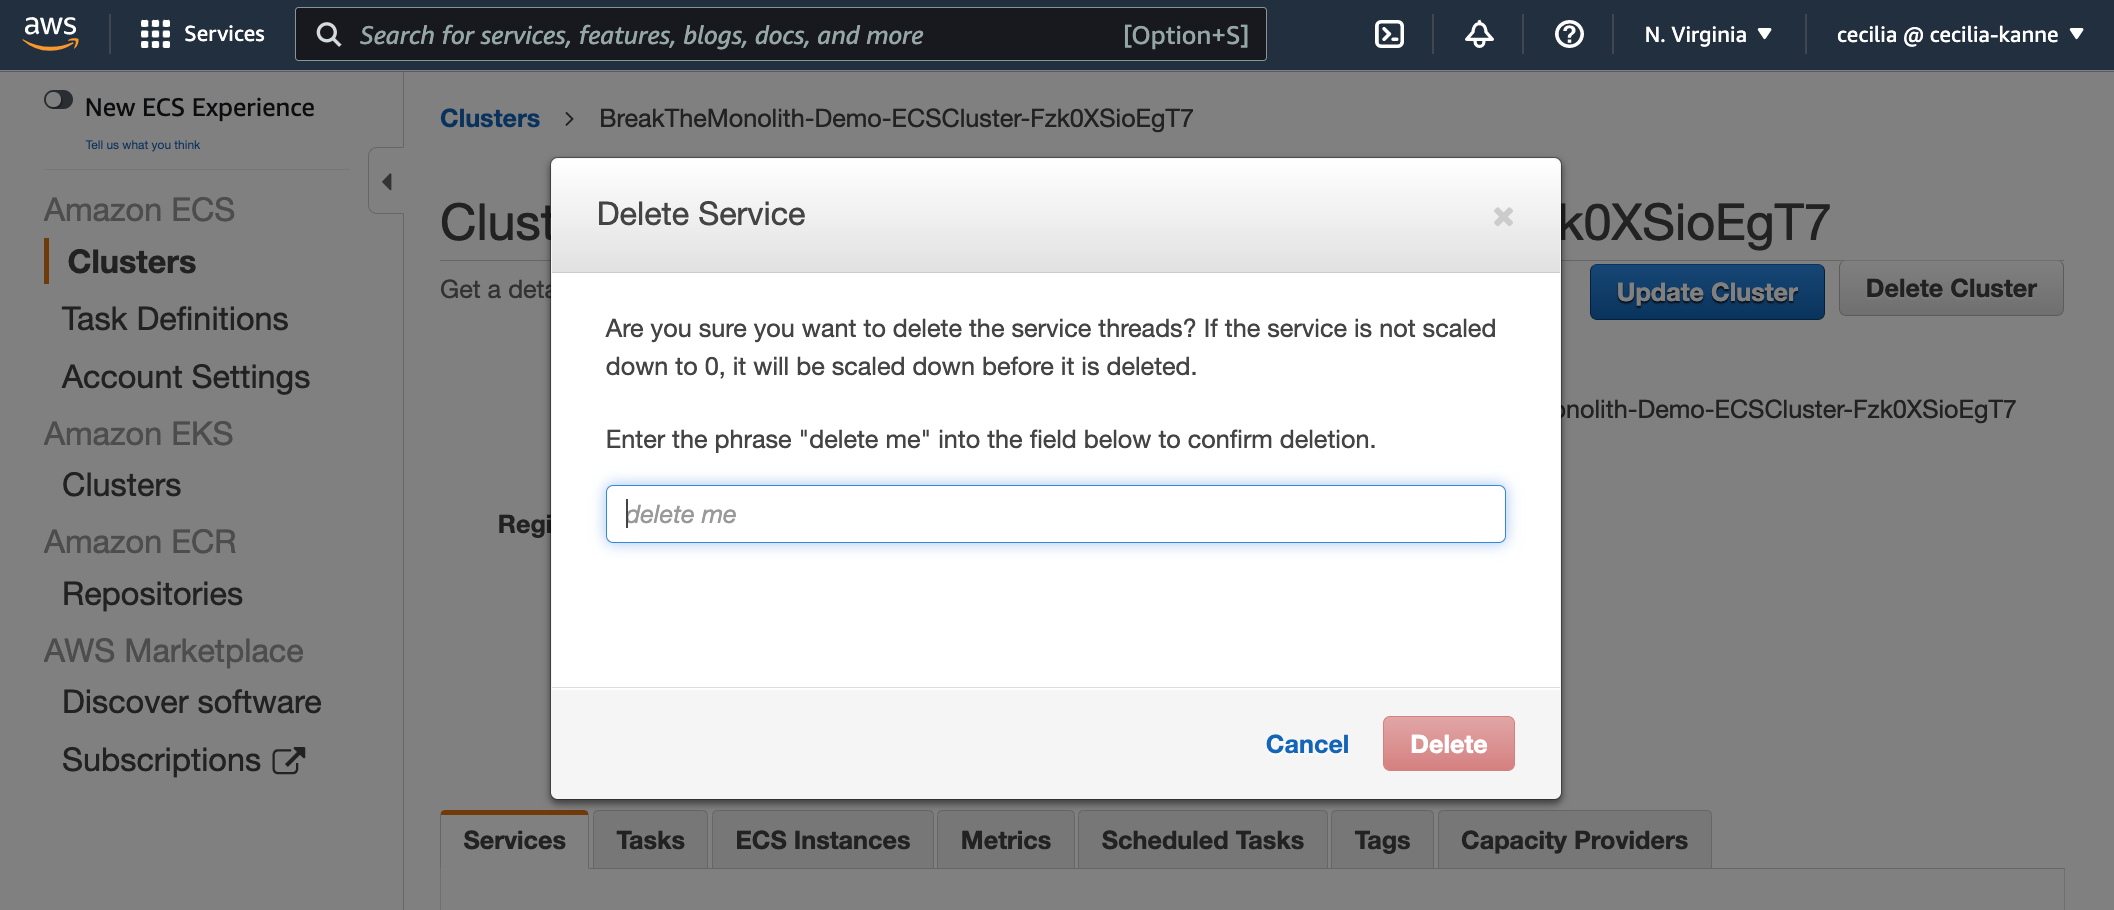 aws
Services
Search for services, features, blogs, docs, and more
[Option+S]
N. Virginia
cecilia @ cecilia-kanne
New ECS Experience
Tell us what you think
Amazon ECS
Clusters
Task Definitions
Account Settings
Amazon EKS
Clusters
Amazon ECR
Repositories
AWS Marketplace
Discover software
Subscriptions
Clusters > BreakTheMonolith-Demo-ECSCluster-Fzk0XSioEgT7
Clust
k0XSioEgT7
Get a deta
Update Cluster
Delete Cluster
onolith-Demo-ECSCluster-Fzk0XSioEgT7
Regi
Delete Service
Are you sure you want to delete the service threads? If the service is not scaled
down to 0, it will be scaled down before it is deleted.
Enter the phrase "delete me" into the field below to confirm deletion.
delete me
Cancel
Delete
Services
Tasks
ECS Instances
Metrics
Scheduled Tasks
Tags
Capacity Providers